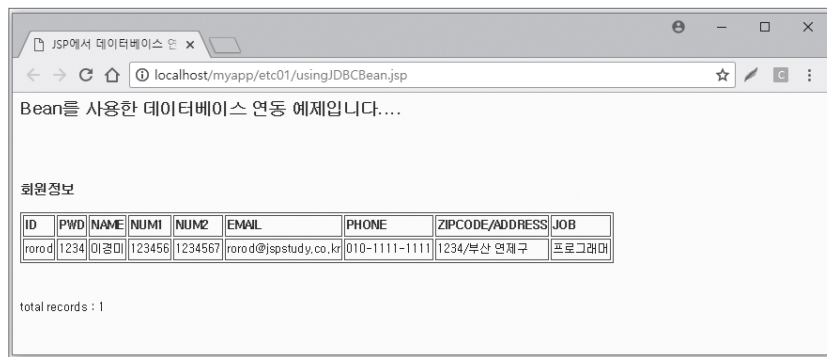 JSP에서 데이터베이스 연
localhost/myapp/etc01/usingJDBCBean.jsp
Bean를 사용한 데이터베이스 연동 예제입니다....
회원정보
ID PWD NAME NUM1 NUM2 EMAIL PHONE ZIPCODE/ADDRESS JOB
rorod 1234 이경미 123456 1234567 rorod@jspstudy.co.kr 010-1111-1111 1234/부산 연제구 프로그래머
total records : 1